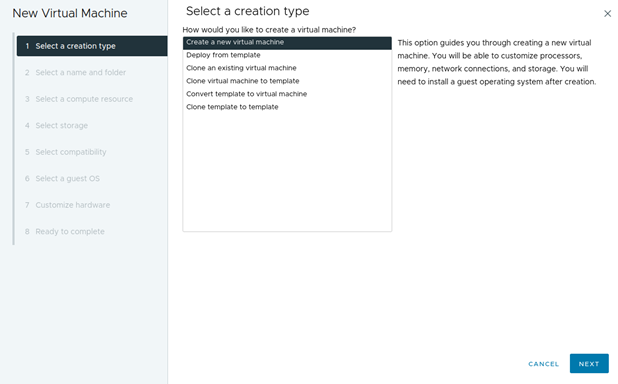 New Virtual Machine
1 Select a creation type
2 Select a name and folder
3 Select a compute resource
4 Select storage
5 Select compatibility
6 Select a guest OS
7 Customize hardware
8 Ready to complete
Select a creation type
How would you like to create a virtual machine?
Create a new virtual machine
Deploy from template
Clone an existing virtual machine
Clone virtual machine to template
Convert template to virtual machine
Clone template to template
This option guides you through creating a new virtual
machine. You will be able to customize processors,
memory, network connections, and storage. You will
need to install a guest operating system after creation.
CANCEL
NEXT